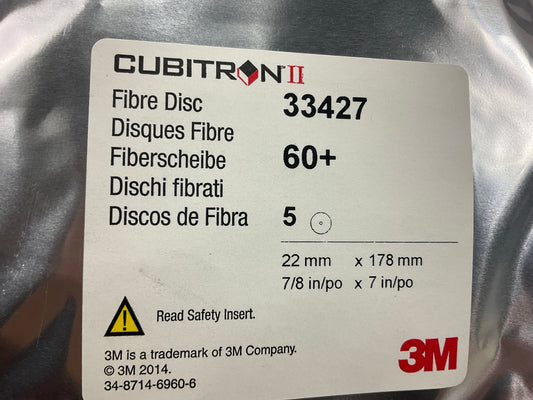 CUBITRON™ II
Fibre Disc 33427
Disques Fibre
Fiberscheibe 60+
Dischi fibrati
Discos de Fibra 5
22 mm x 178 mm
7/8 in/po x 7 in/po
Read Safety Insert.
3M is a trademark of 3M Company.
© 3M 2014.
34-8714-6960-6
3M